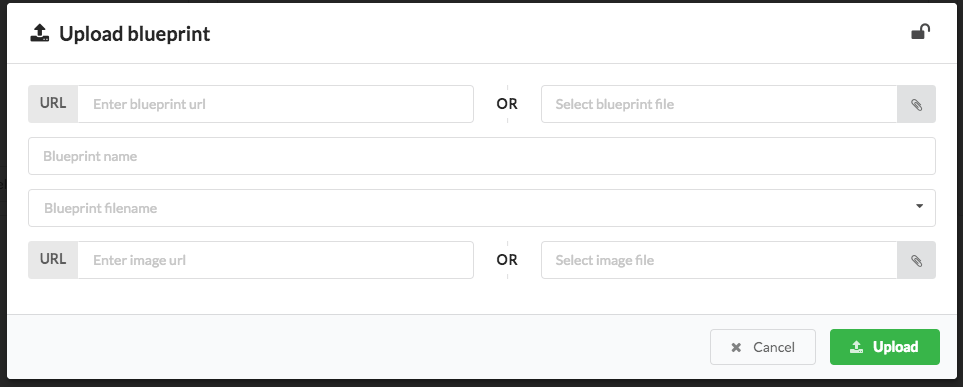 Upload blueprint
URL Enter blueprint url OR Select blueprint file
Blueprint name
Blueprint filename
URL Enter image url OR Select image file
Cancel Upload